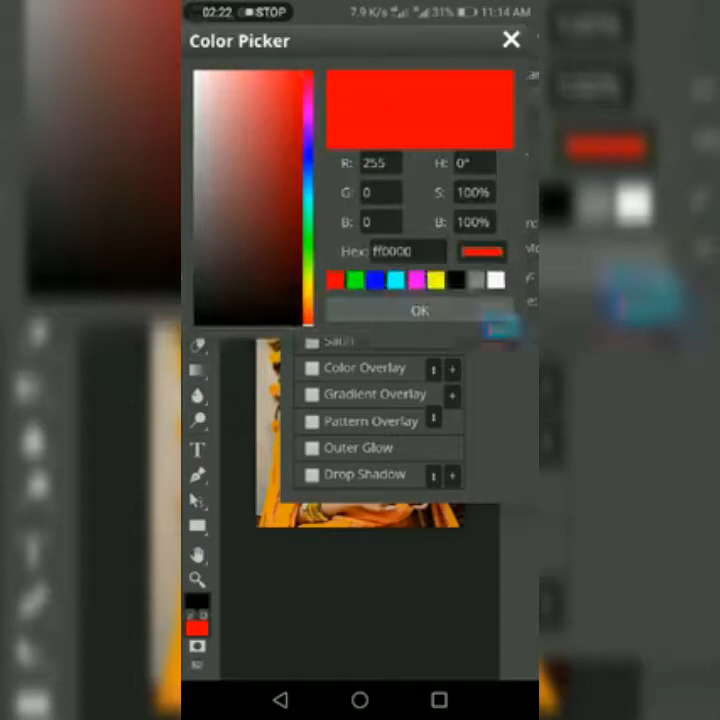 02:22 STOP 7.9 K/s 31% 11:14 AM
Color Picker
R: 255 H: 0°
G: 0 S: 100%
B: 0 B: 100%
Hex: ff0000
OK
Satin
Color Overlay +
Gradient Overlay +
Pattern Overlay
Outer Glow
Drop Shadow +
T